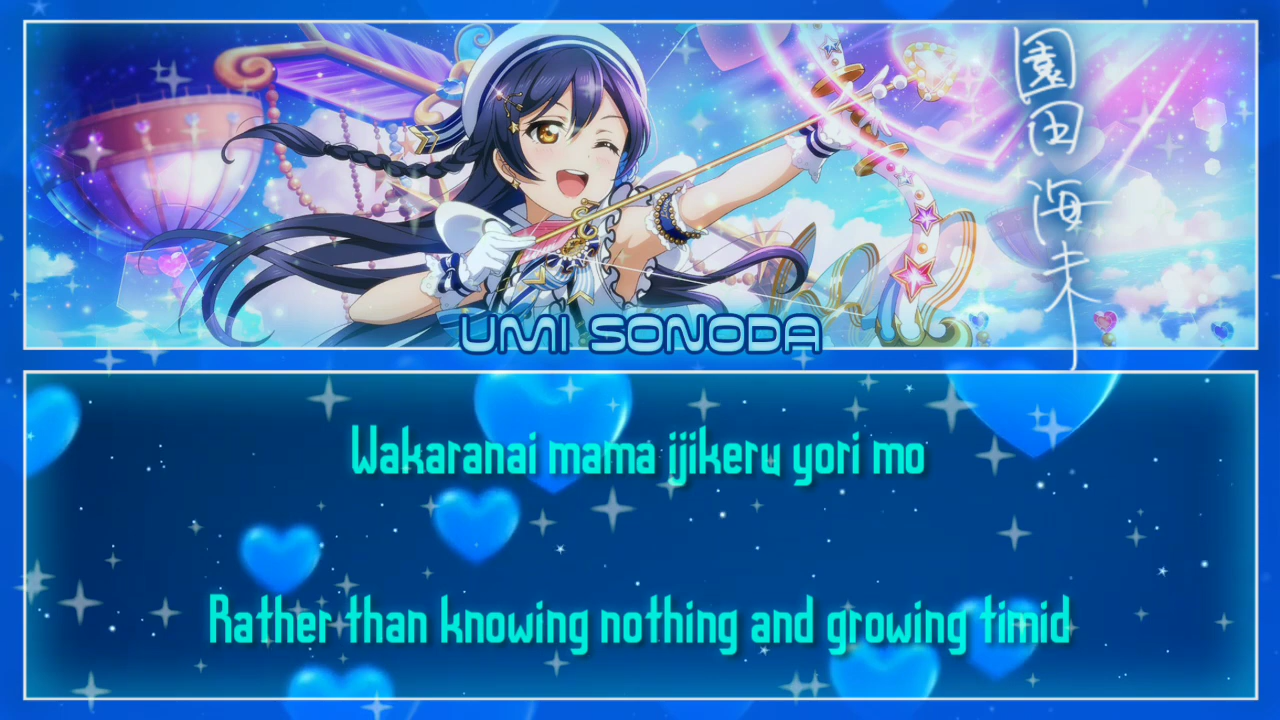 園田海未
UMI SONODA
Wakaranai mama ijikeru yori mo
Rather than knowing nothing and growing timid